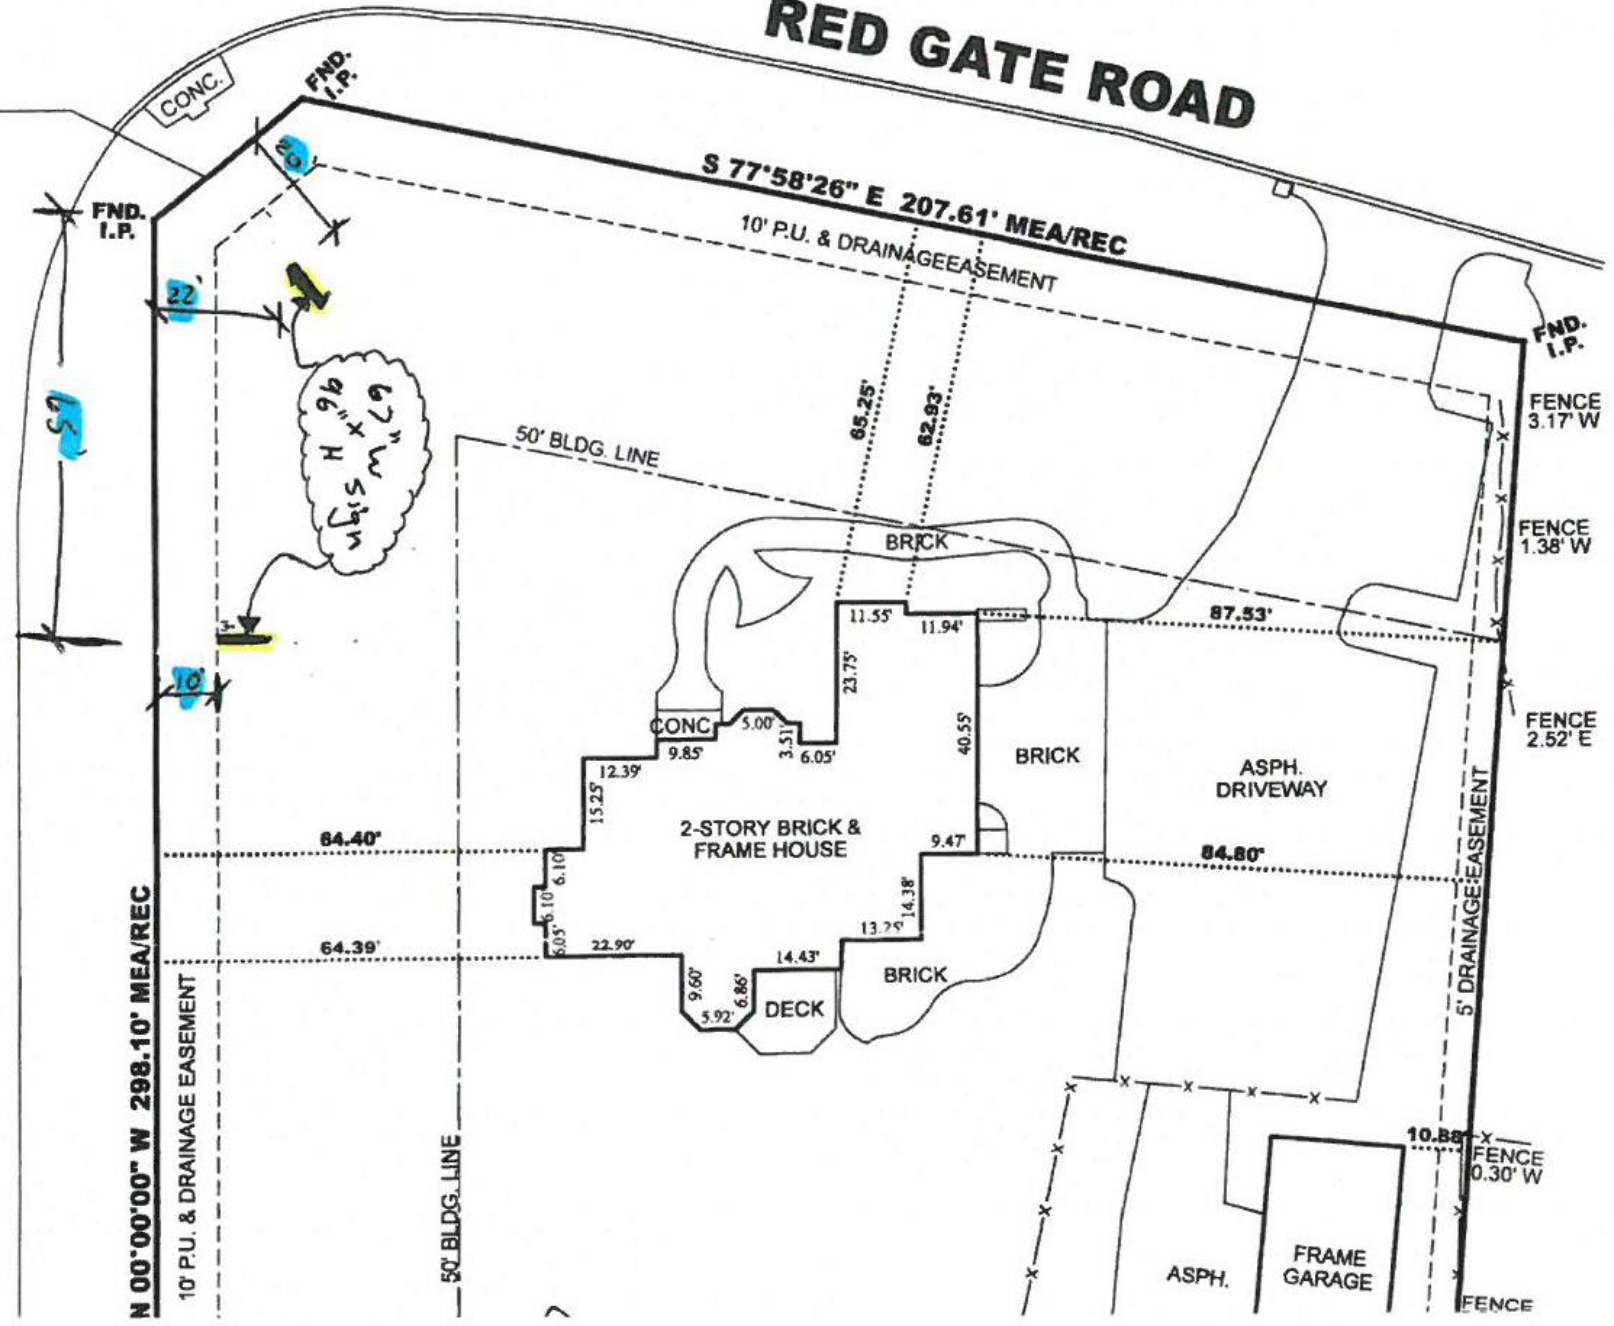 RED GATE ROAD
CONC.
FND.
I.P.
20'
FND.
I.P.
S 77°58'26" E 207.61' MEA/REC
10' P.U. & DRAINAGE EASEMENT
22'
65'
67" W
x
96" H
sign
FND.
I.P.
FENCE
3.17' W
FENCE
1.38' W
65.25'
62.93'
50' BLDG. LINE
BRICK
87.53'
11.55'
11.94'
10'
23.75'
CONC
5.00'
3.51'
9.85'
6.05'
40.55'
BRICK
FENCE
2.52' E
12.39'
15.25'
ASPH.
DRIVEWAY
2-STORY BRICK &
FRAME HOUSE
64.40'
6.10'
9.47'
84.80'
6.10'
14.38'
64.39'
6.05'
22.90'
13.25'
14.43'
BRICK
9.60'
6.86'
5.92'
DECK
5' DRAINAGE EASEMENT
N 00°00'00" W 298.10' MEA/REC
10' P.U. & DRAINAGE EASEMENT
50' BLDG. LINE
10.88'
FENCE
0.30' W
FRAME
GARAGE
ASPH.
FENCE